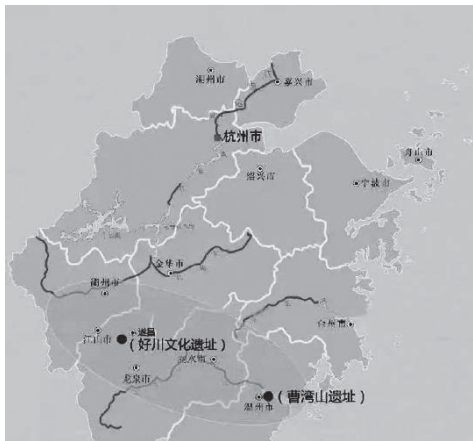 湖州市
嘉兴市
杭州市
舟山市
绍兴市
宁波市
金华市
衢州市
台州市
江山市
遂昌
(好川文化遗址)
丽水市
龙泉市
温州市
(曹湾山遗址)